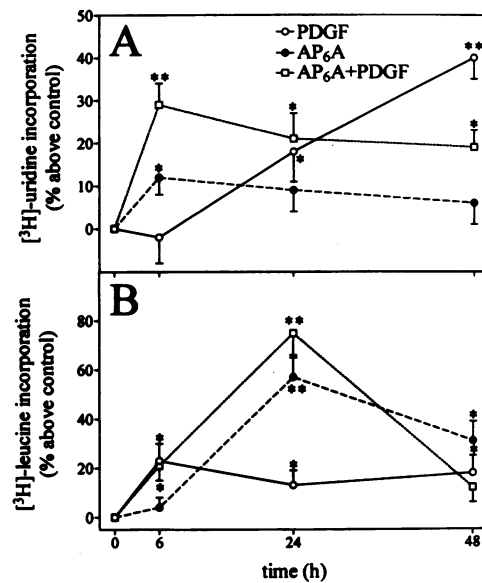 A
PDGF
AP6A
AP6A+PDGF
50
40
30
20
10
0
[3H]-uridine incorporation
(% above control)
**
*
*
*
**
*
B
80
60
40
20
0
[3H]-leucine incorporation
(% above control)
*
*
**
*
**
*
*
*
0
6
24
48
time (h)